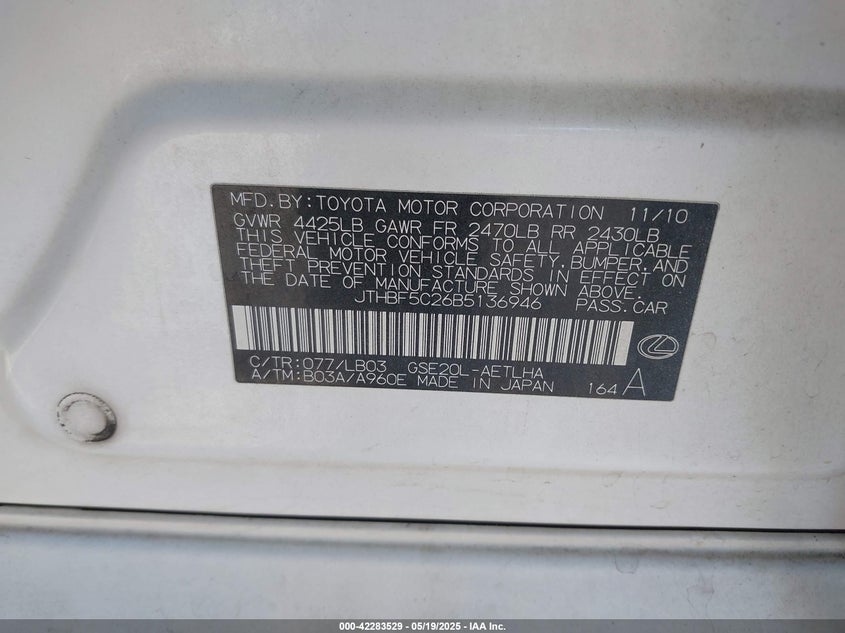 MFD. BY: TOYOTA MOTOR CORPORATION 11/10
GVWR 4425LB GAWR FR 2470LB RR 2430LB
THIS VEHICLE CONFORMS TO ALL APPLICABLE
FEDERAL MOTOR VEHICLE SAFETY, BUMPER, AND
THEFT PREVENTION STANDARDS IN EFFECT ON
THE DATE OF MANUFACTURE SHOWN ABOVE.
JTHBF5C26B5136946 PASS. CAR
C/TR: 077/LB03 GSE20L-AETLHA
A/TM: B03A/A960E MADE IN JAPAN 164 A
000-42283529 - 05/19/2025 - IAA Inc.